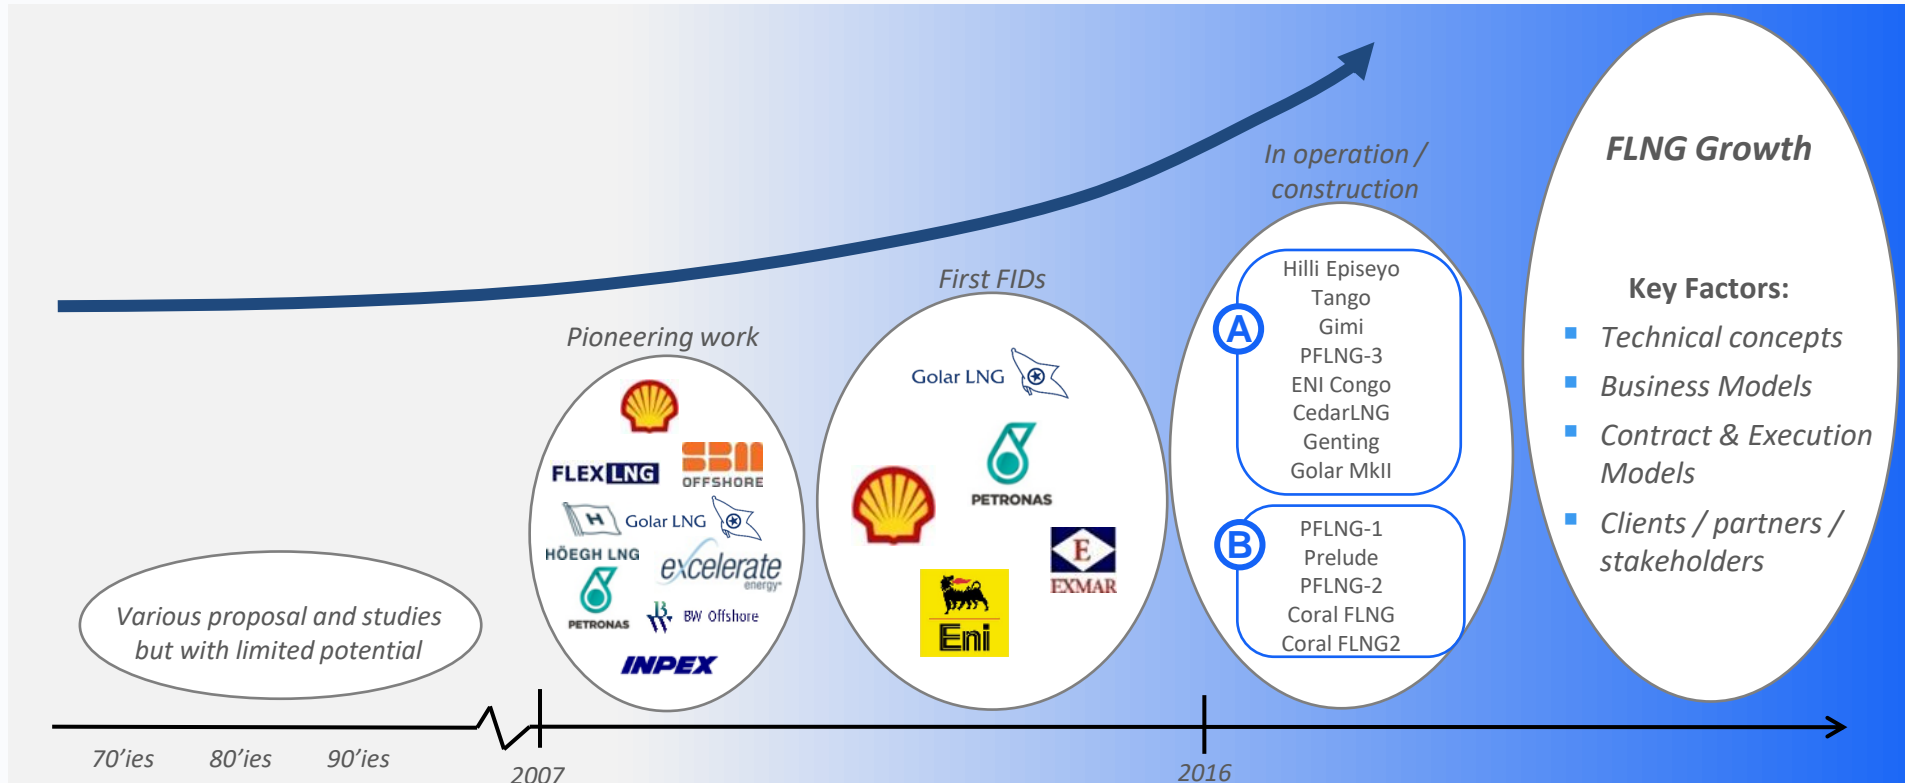 FLNG Growth
Key Factors:
Technical concepts
Business Models
Contract & Execution
Models
Clients / partners /
stakeholders
In operation /
construction
A
Hilli Episeyo
Tango
Gimi
PFLNG-3
ENI Congo
CedarLNG
Genting
Golar MkII
B
PFLNG-1
Prelude
PFLNG-2
Coral FLNG
Coral FLNG2
First FIDs
Golar LNG
PETRONAS
E
EXMAR
Eni
Pioneering work
SBM
OFFSHORE
FLEX LNG
H
Golar LNG
HÖEGH LNG
excelerate
energy
PETRONAS
BW
BW Offshore
INPEX
Various proposal and studies
but with limited potential
70'ies
80'ies
90'ies
2007
2016